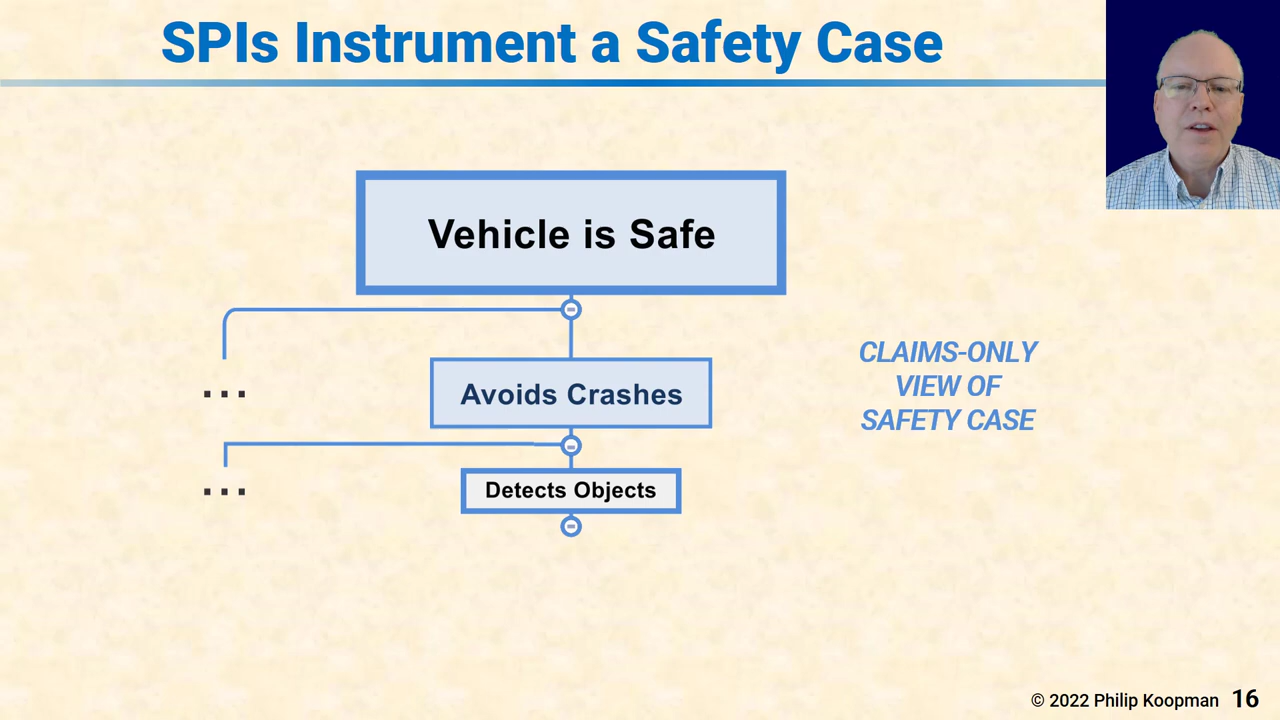 SPIs Instrument a Safety Case
Vehicle is Safe
...
Avoids Crashes
CLAIMS-ONLY
VIEW OF
SAFETY CASE
...
Detects Objects
© 2022 Philip Koopman 16